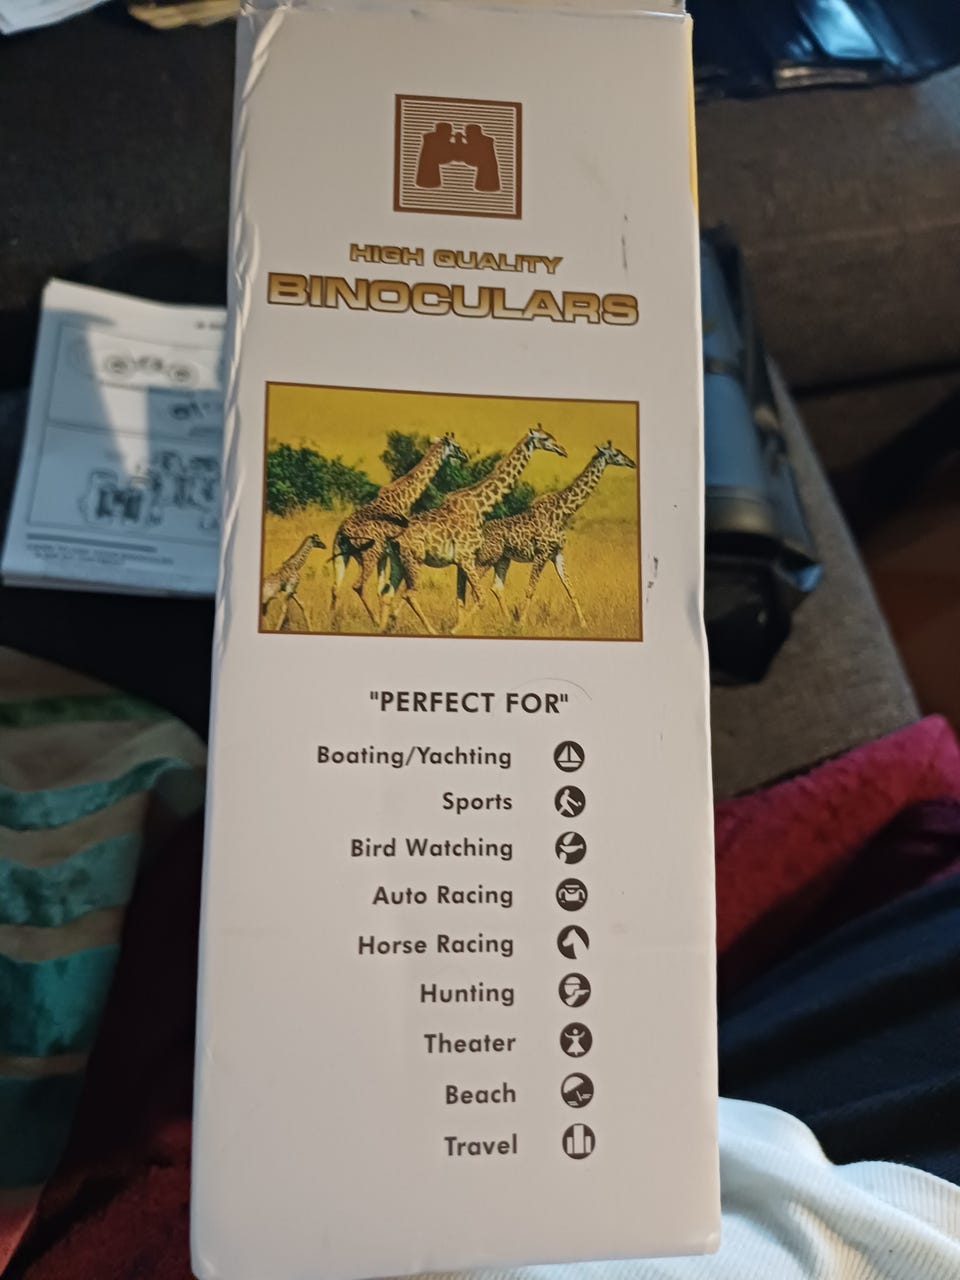 HIGH QUALITY
BINOCULARS
"PERFECT FOR"
Boating/Yachting
Sports
Bird Watching
Auto Racing
Horse Racing
Hunting
Theater
Beach
Travel